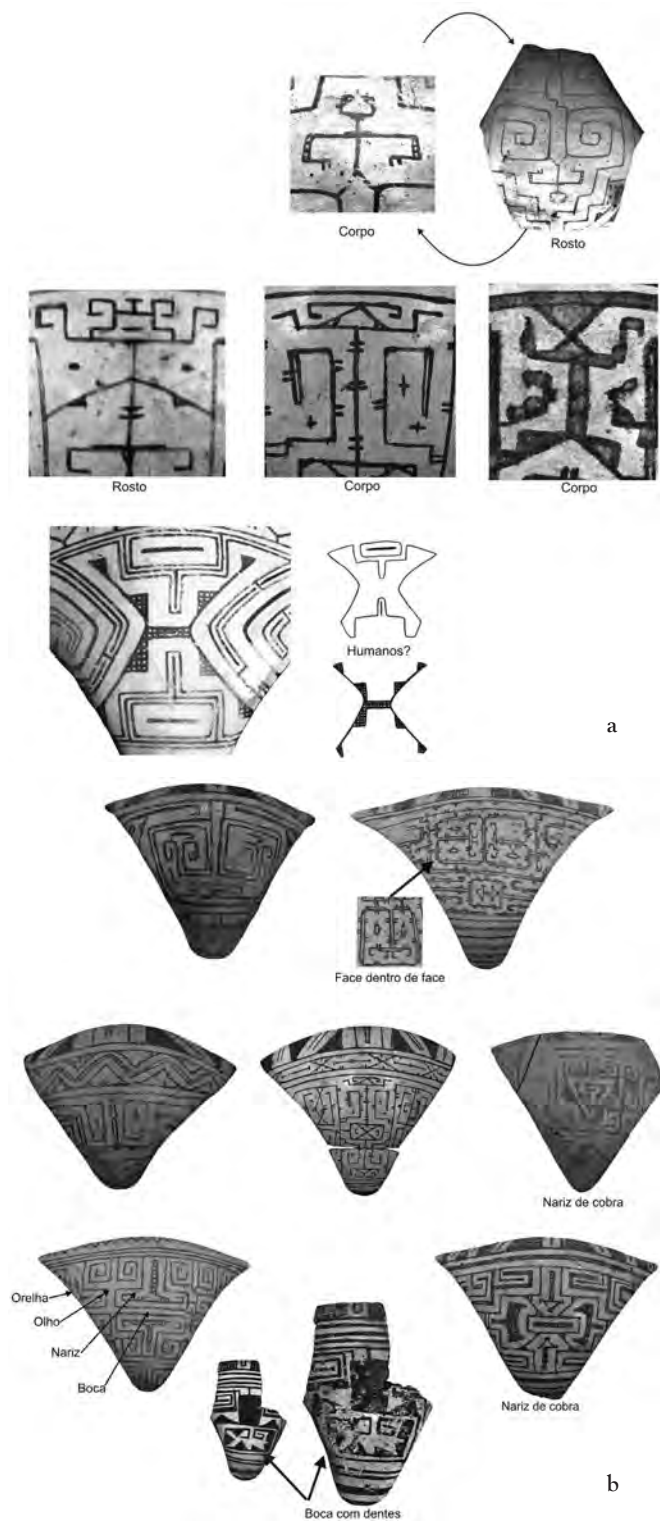 Corpo
Rosto
Rosto
Corpo
Corpo
Humanos?
a
Face dentro de face
Nariz de cobra
Orelha
Olho
Nariz
Boca
Nariz de cobra
Boca com dentes
b